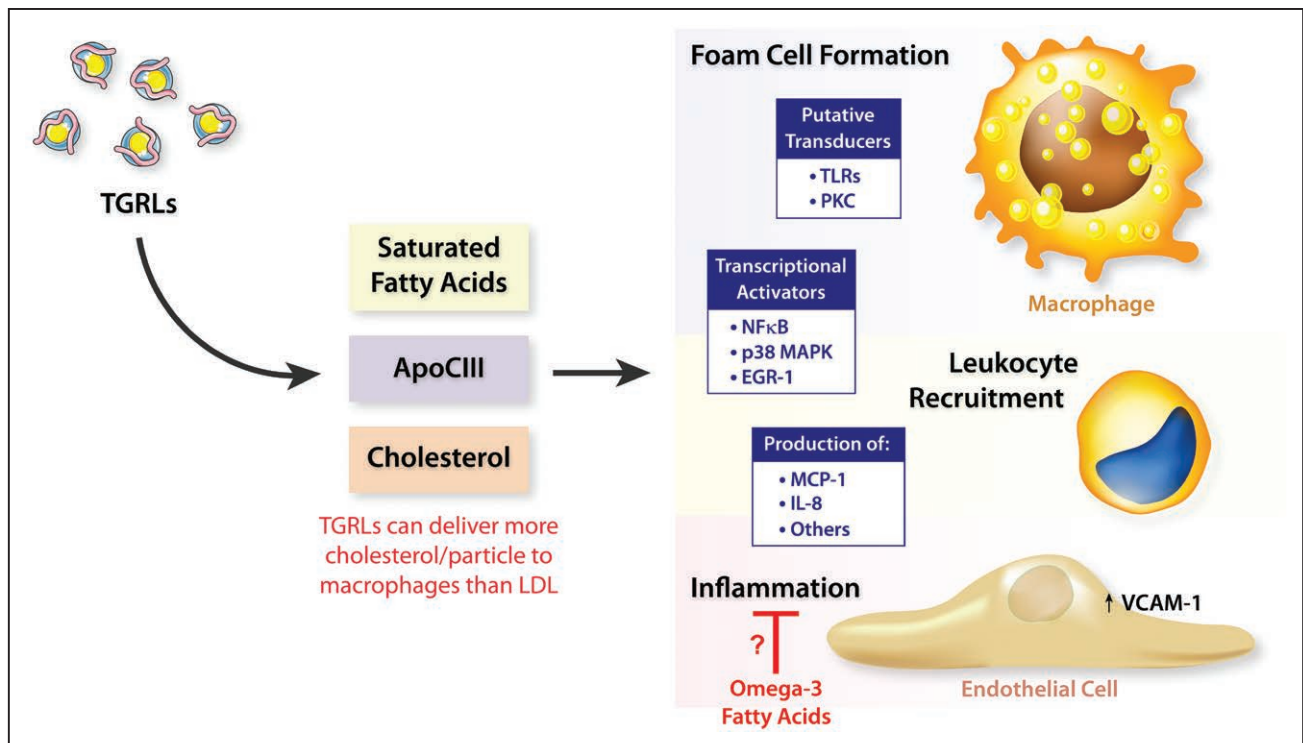 TGRLs
Saturated
Fatty Acids
ApoCIII
Cholesterol
TGRLs can deliver more
cholesterol/particle to
macrophages than LDL
Foam Cell Formation
Putative
Transducers
• TLRs
• PKC
Macrophage
Transcriptional
Activators
• NFκB
• p38 MAPK
• EGR-1
Leukocyte
Recruitment
Production of:
• MCP-1
• IL-8
• Others
Inflammation
?
Omega-3
Fatty Acids
↑ VCAM-1
Endothelial Cell